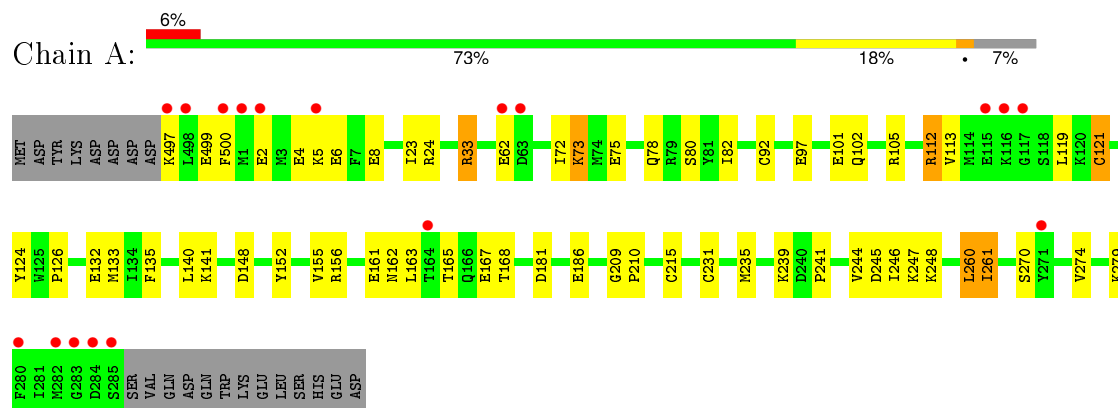 6%
Chain A:
73% 18% • 7%
MET ASP TYR LYS ASP ASP ASP ASP K497 L498 E499 F500 M1 E2 M3 E4 K5 E6 F7 E8 I23 R24 R33 E62 D63 I72 K73 M74 E75 Q78 R79 S80 Y81 I82 C92 E97 E101 Q102 R105 R112 V113 M114 E115 K116 G117 S118 L119 K120 C121
Y124 W125 P126 E132 M133 I134 F135 L140 K141 D148 Y152 V155 R156 E161 N162 L163 T164 T165 Q166 E167 T168 D181 E186 G209 P210 C215 C231 M235 K239 D240 P241 V244 D245 I246 K247 K248 L260 I261 S270 Y271 V274
F280 I281 M282 G283 D284 S285 SER VAL GLN ASP GLN TRP LYS GLU LEU SER HIS GLU ASP